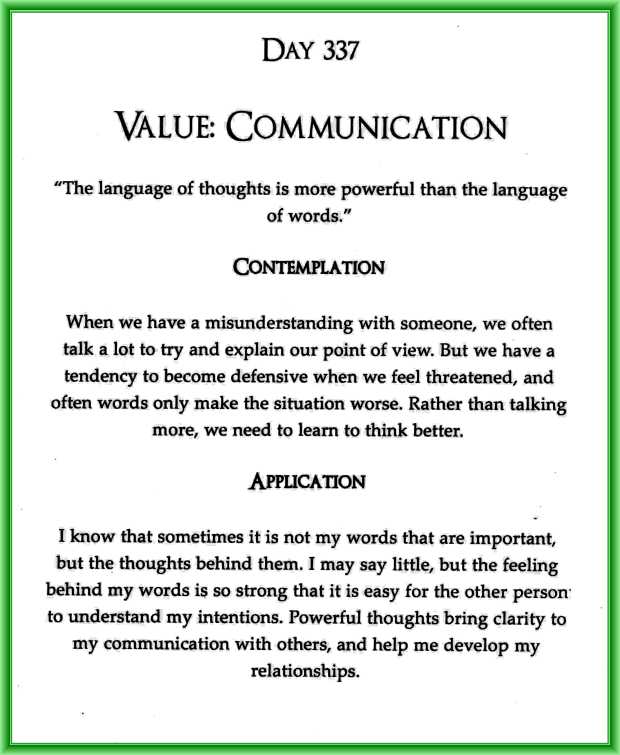 DAY 337
VALUE: COMMUNICATION
"The language of thoughts is more powerful than the language
of words."
CONTEMPLATION
When we have a misunderstanding with someone, we often
talk a lot to try and explain our point of view. But we have a
tendency to become defensive when we feel threatened, and
often words only make the situation worse. Rather than talking
more, we need to learn to think better.
APPLICATION
I know that sometimes it is not my words that are important,
but the thoughts behind them. I may say little, but the feeling
behind my words is so strong that it is easy for the other person
to understand my intentions. Powerful thoughts bring clarity to
my communication with others, and help me develop my
relationships.